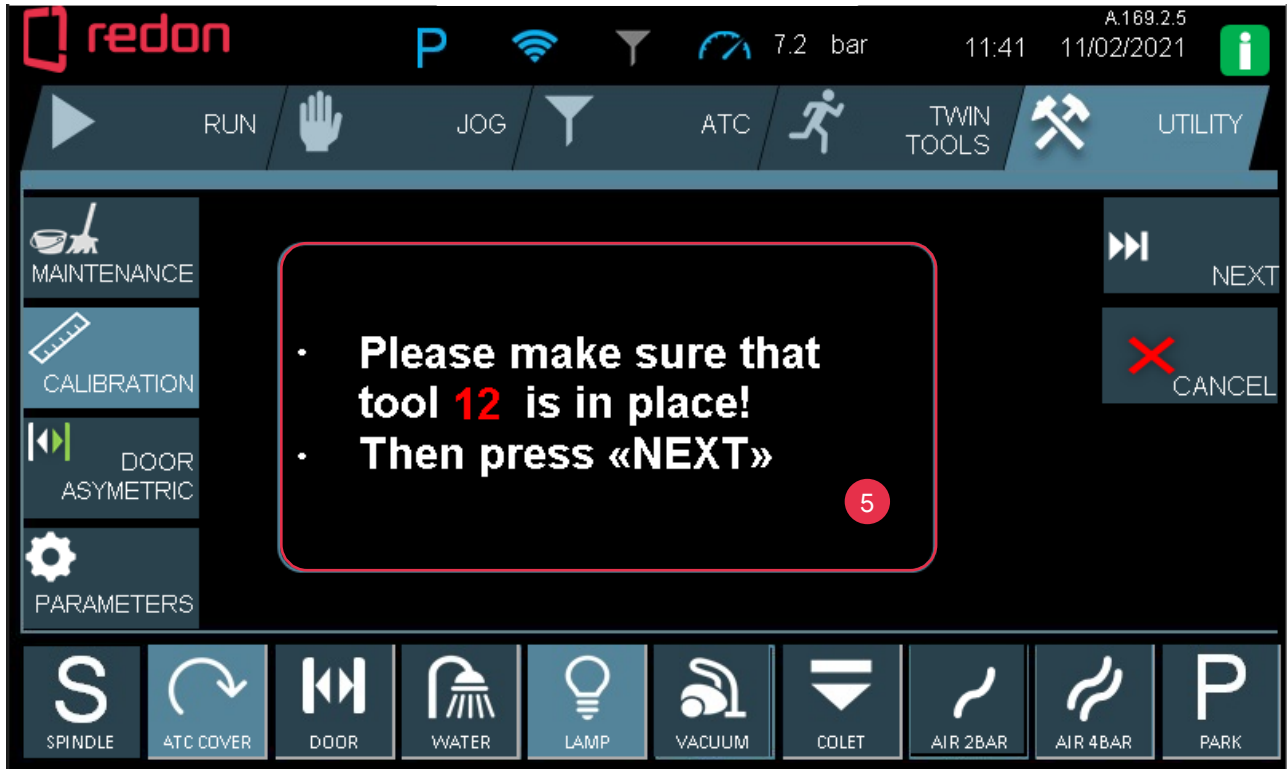 redon
P
7.2 bar
11:41
A.169.2.5
11/02/2021
i
RUN
JOG
ATC
TWIN
TOOLS
UTILITY
MAINTENANCE
CALIBRATION
DOOR
ASYMETRIC
PARAMETERS
· Please make sure that
tool 12 is in place!
· Then press «NEXT»
5
NEXT
CANCEL
S
SPINDLE
ATC COVER
DOOR
WATER
LAMP
VACUUM
COLET
AIR 2BAR
AIR 4BAR
P
PARK